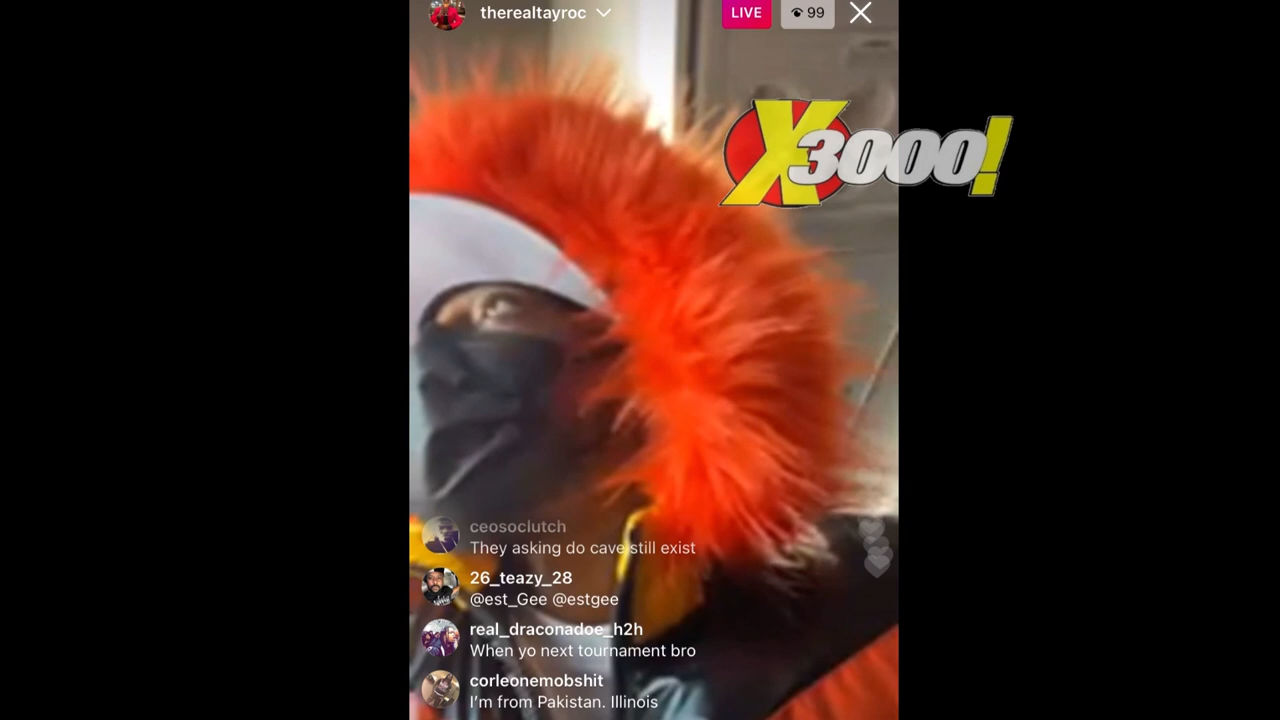 therealtayroc
LIVE
99
X3000!
ceosoclutch
They asking do cave still exist
26_teazy_28
@est_Gee @estgee
real_draconadoe_h2h
When yo next tournament bro
corleonemobshit
I’m from Pakistan. Illinois